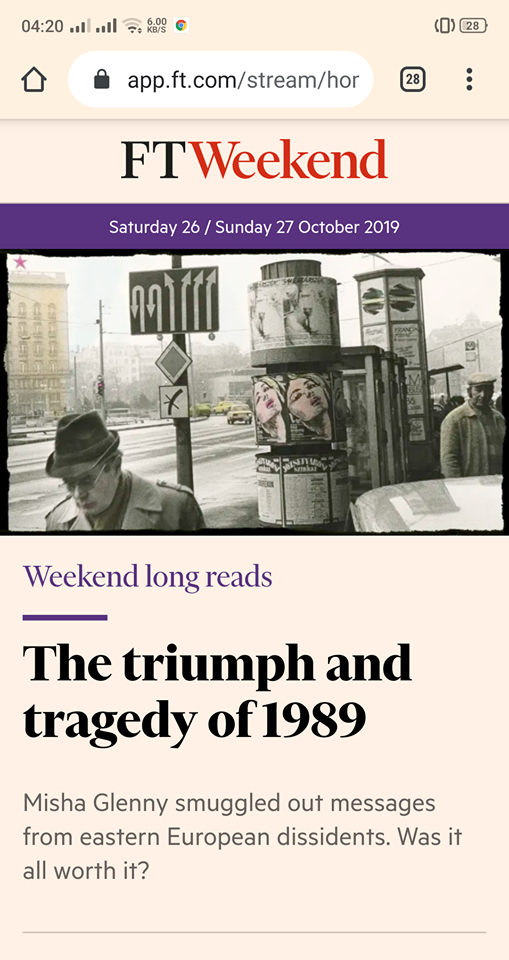 04:20
6.00
KB/S
28
app.ft.com/stream/hor
28
FTWeekend
Saturday 26 / Sunday 27 October 2019
Weekend long reads
The triumph and
tragedy of 1989
Misha Glenny smuggled out messages
from eastern European dissidents. Was it
all worth it?